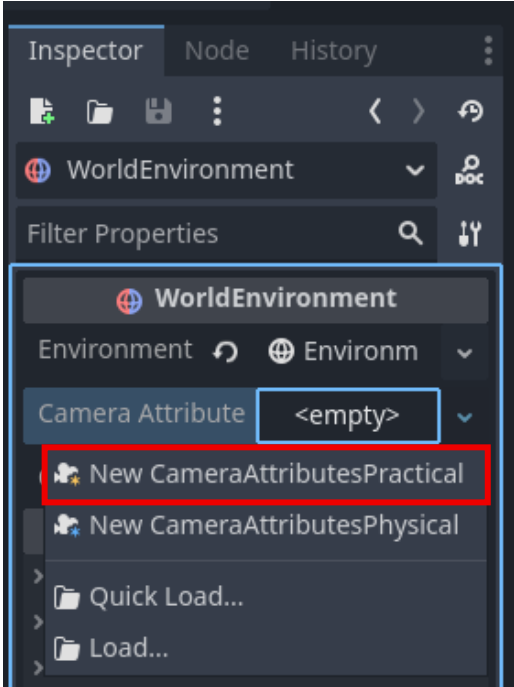 Inspector Node History
WorldEnvironment
DOC
Filter Properties
WorldEnvironment
Environment Environm
Camera Attribute <empty>
New CameraAttributesPractical
New CameraAttributesPhysical
Quick Load...
Load...